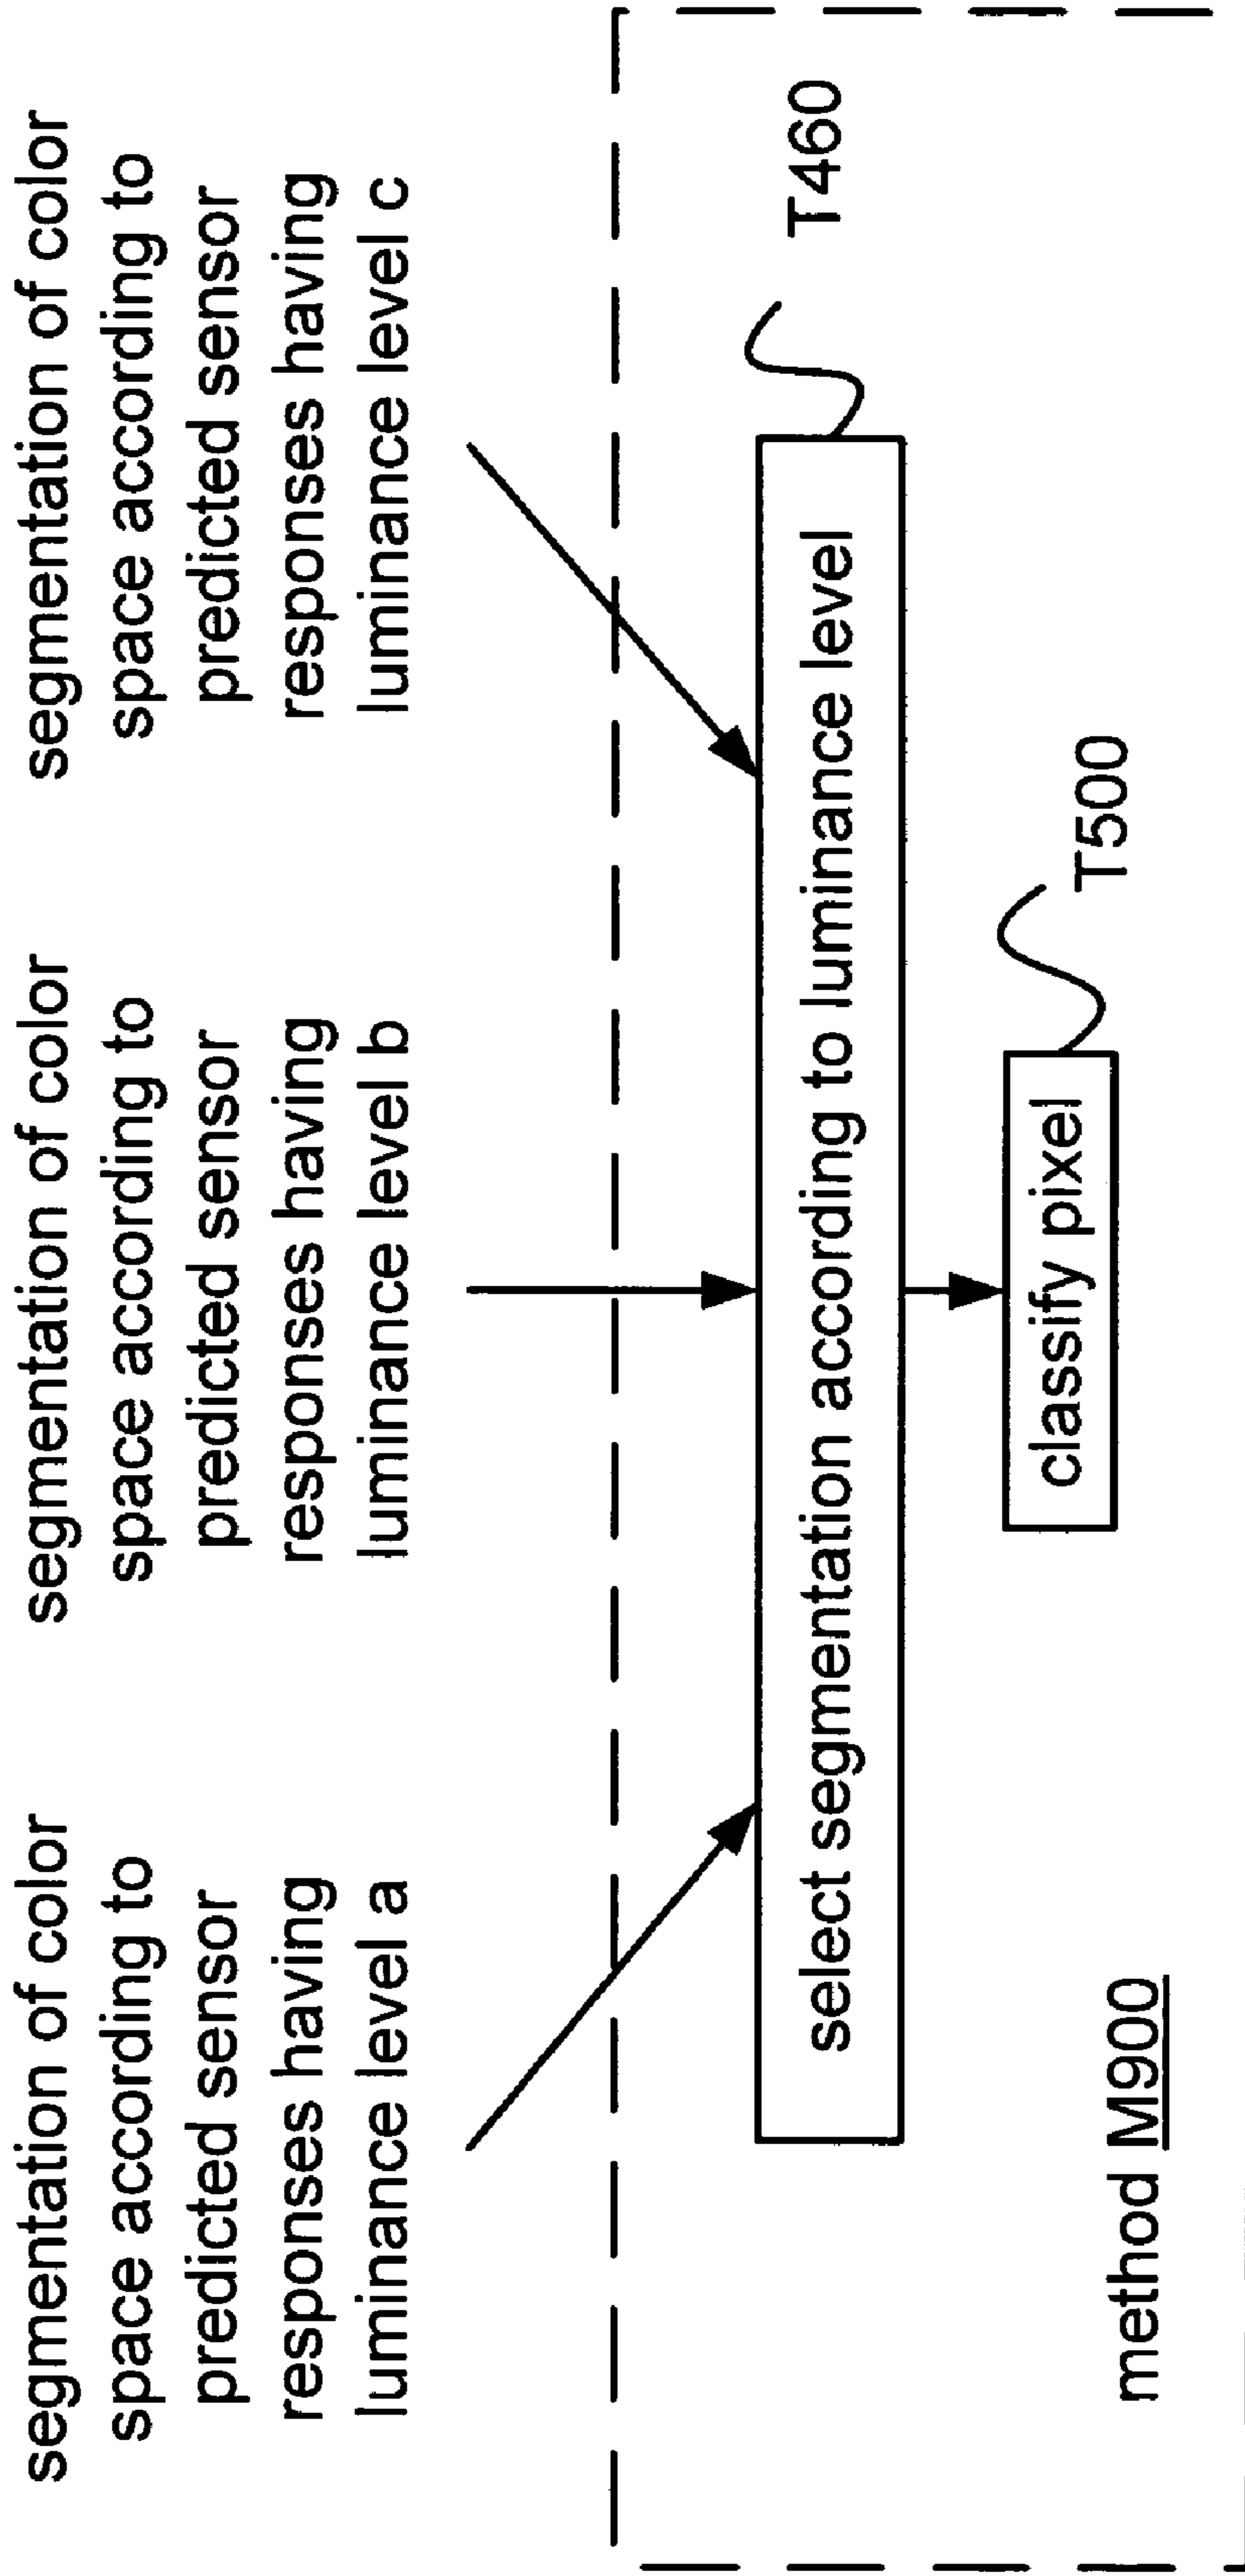 segmentation of color
space according to
predicted sensor
responses having
luminance level a
segmentation of color
space according to
predicted sensor
responses having
luminance level b
segmentation of color
space according to
predicted sensor
responses having
luminance level c
select segmentation according to luminance level
T460
classify pixel
T500
method M900